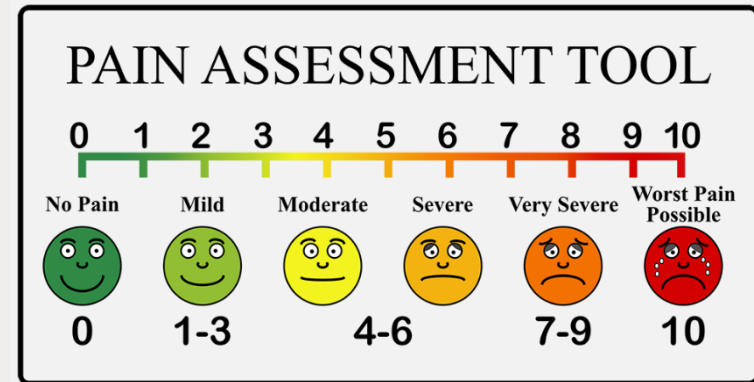 PAIN ASSESSMENT TOOL
0 1 2 3 4 5 6 7 8 9 10
No Pain Mild Moderate Severe Very Severe Worst Pain
Possible
0 1-3 4-6 7-9 10